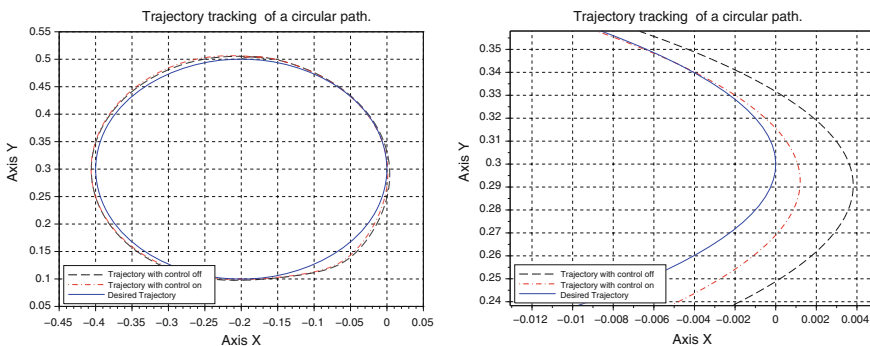 Trajectory tracking of a circular path.
0.55
0.5
0.45
0.4
0.35
0.3
0.25
0.2
0.15
0.1
0.05
Axis Y
Trajectory with control off
Trajectory with control on
Desired Trajectory
−0.45 −0.4 −0.35 −0.3 −0.25 −0.2 −0.15 −0.1 −0.05 0 0.05
Axis X
Trajectory tracking of a circular path.
0.35
0.34
0.33
0.32
0.31
0.3
0.29
0.28
0.27
0.26
0.25
0.24
Axis Y
Trajectory with control off
Trajectory with control on
Desired Trajectory
−0.012 −0.01 −0.008 −0.006 −0.004 −0.002 0 0.002 0.004
Axis X